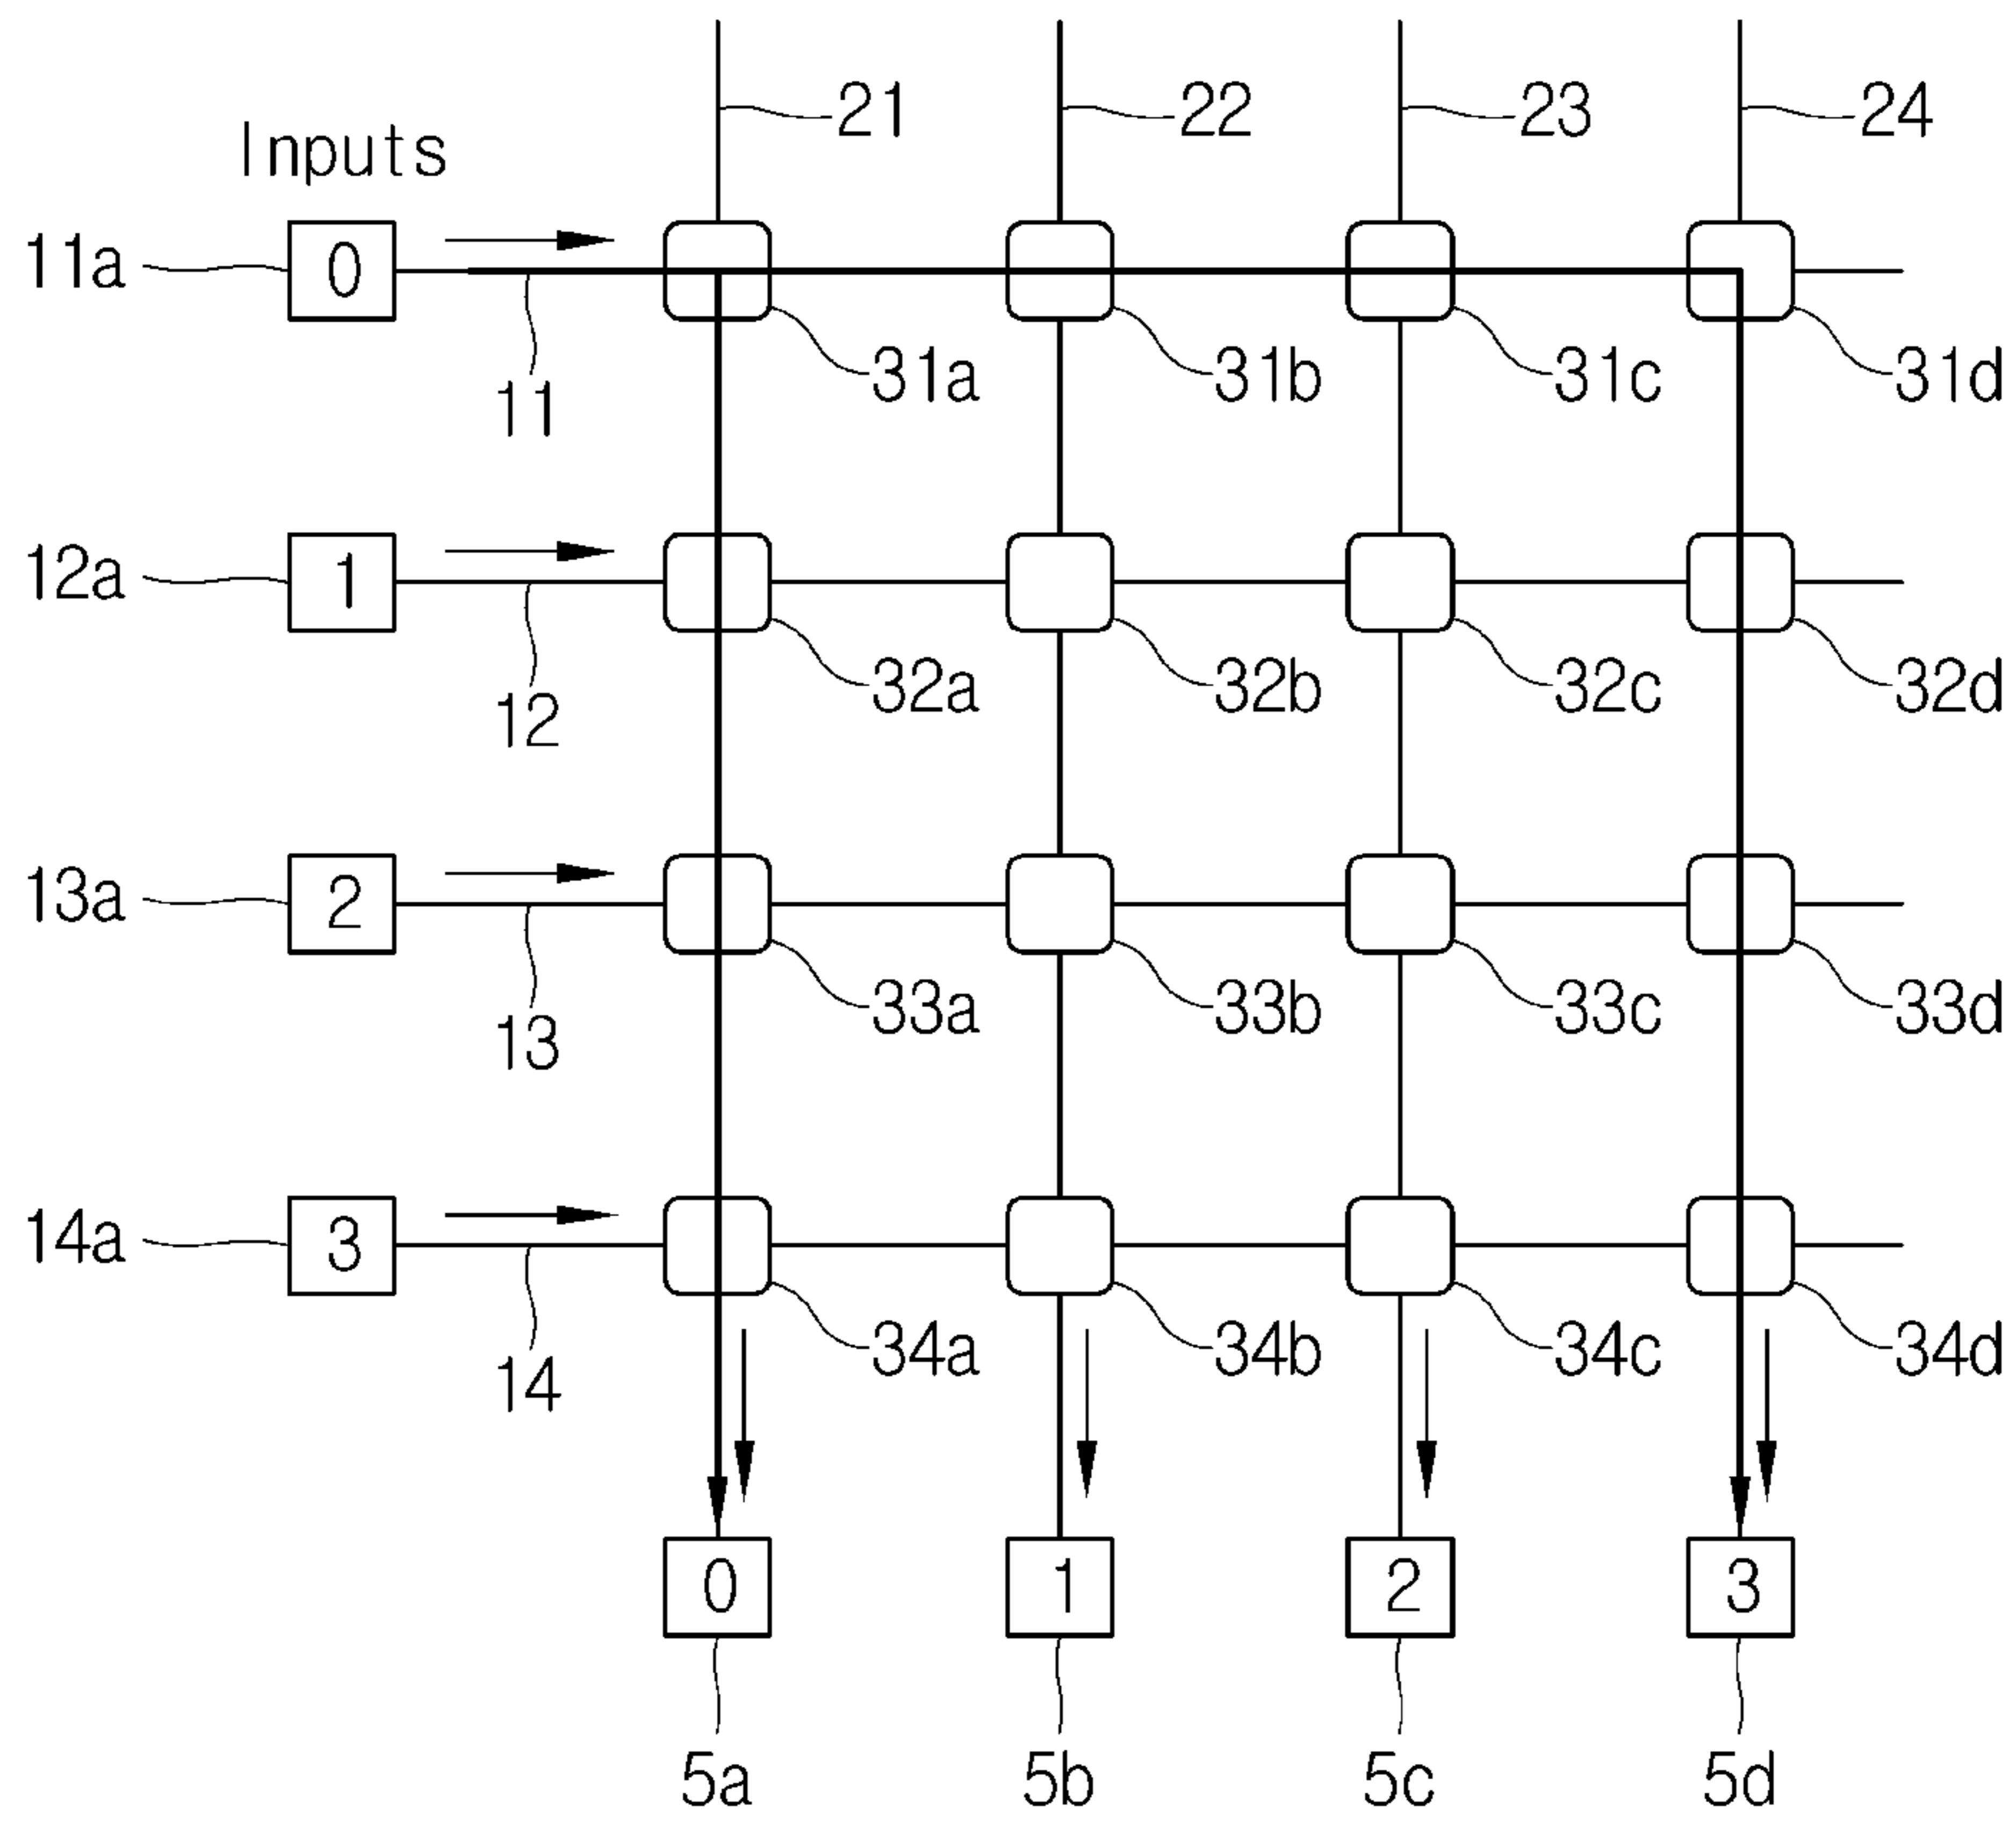 21 22 23 24
Inputs
11a 0
11 31a 31b 31c 31d
12a 1
12 32a 32b 32c 32d
13a 2
13 33a 33b 33c 33d
14a 3
14 34a 34b 34c 34d
0 1 2 3
5a 5b 5c 5d